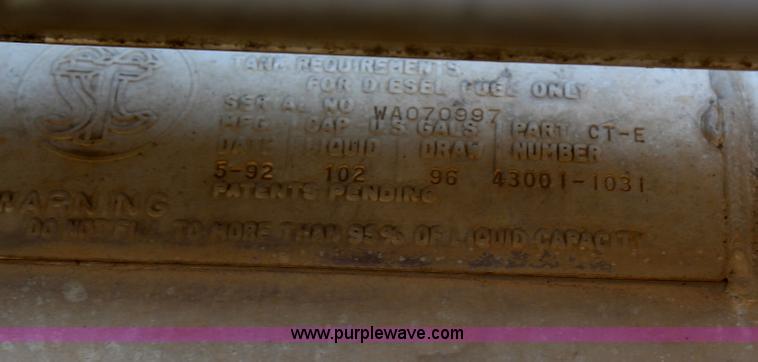 TANK REQUIREMENTS
FOR DIESEL FUEL ONLY
SERIAL NO WA070997
MFG. CAP U.S GALS PART CT-E
DATE LIQUID DRAW NUMBER
5-92 102 96 43001-1031
PATENTS PENDING
WARNING
DO NOT FILL TO MORE THAN 95% OF LIQUID CAPACITY
www.purplewave.com